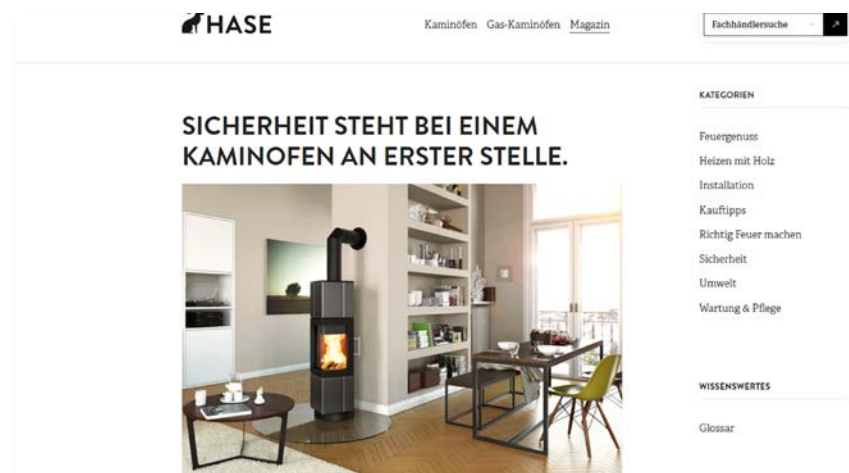 HASE
Kaminöfen Gas-Kaminöfen Magazin
Fachhändlersuche
SICHERHEIT STEHT BEI EINEM
KAMINOFEN AN ERSTER STELLE.
KATEGORIEN
Feuergenuss
Heizen mit Holz
Installation
Kauftipps
Richtig Feuer machen
Sicherheit
Umwelt
Wartung & Pflege
WISSENSWERTES
Glossar